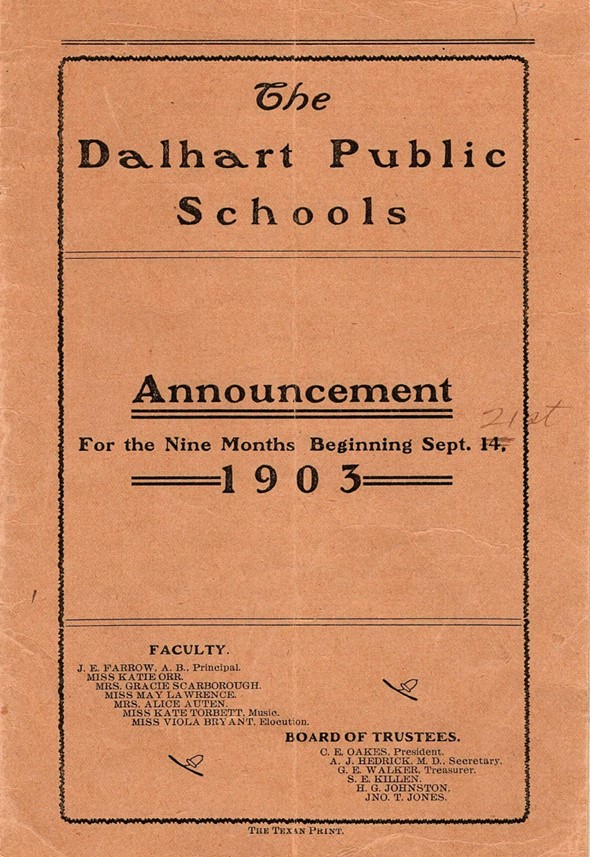 The
Dalhart Public
Schools
Announcement
21st
For the Nine Months Beginning Sept. 14,
1903
FACULTY.
J. E. FARROW, A. B., Principal.
MISS KATIE ORR.
MRS. GRACIE SCARBOROUGH.
MISS MAY LAWRENCE.
MRS. ALICE AUTEN.
MISS KATE TORBETT, Music.
MISS VIOLA BRYANT, Elocution.
BOARD OF TRUSTEES.
C. E. OAKES, President.
A. J. HEDRICK, M. D., Secretary.
G. E. WALKER, Treasurer.
S. E. KILLEN.
H. G. JOHNSTON.
JNO. T. JONES.
THE TEXAN PRINT.